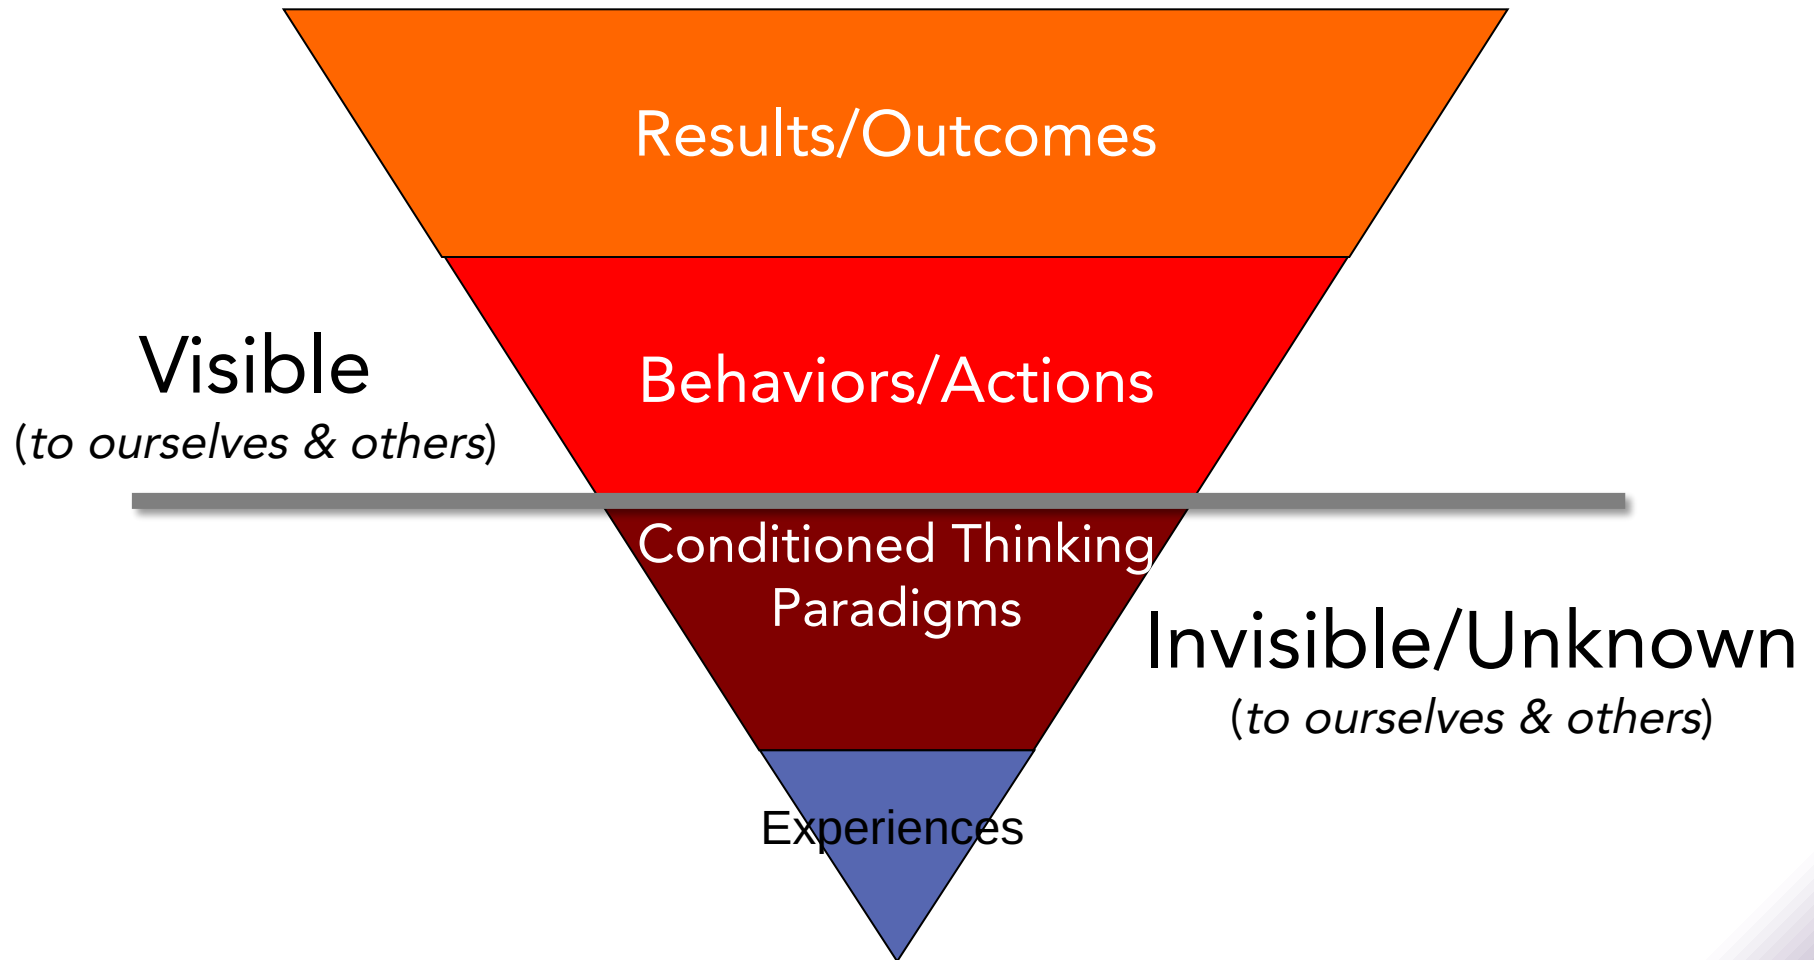 Results/Outcomes
Visible
(to ourselves & others)
Behaviors/Actions
Conditioned Thinking
Paradigms
Invisible/Unknown
(to ourselves & others)
Experiences